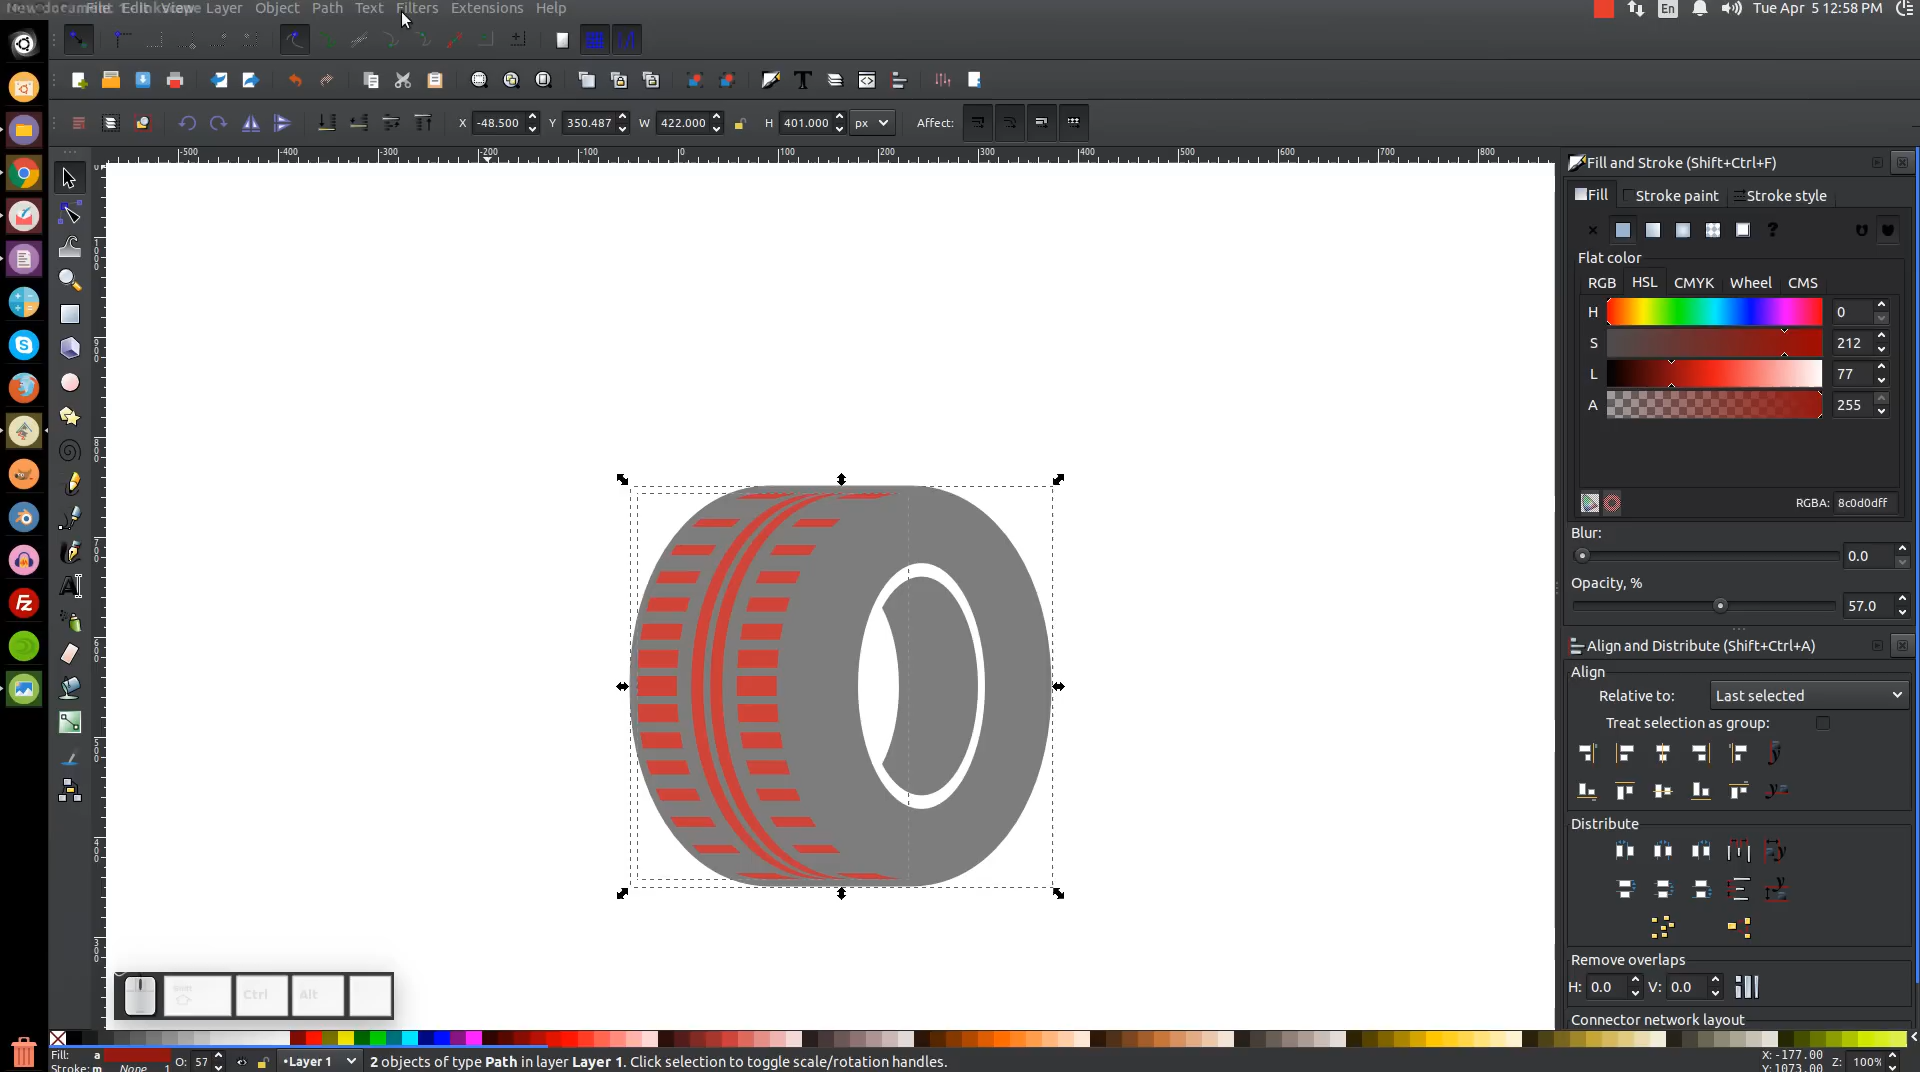 File Edit View Layer Object Path Text Filters Extensions Help
En Tue Apr 5 12:58 PM
X -48.500 Y 350.487 W 422.000 H 401.000 px Affect:
-500 -400 -300 -200 -100 0 100 200 300 400 500 600 700 800
Fill and Stroke (Shift+Ctrl+F)
Fill Stroke paint Stroke style
Flat color
RGB HSL CMYK Wheel CMS
H 0
S 212
L 77
A 255
RGBA: 8c0d0dff
Blur:
0.0
Opacity, %
57.0
Align and Distribute (Shift+Ctrl+A)
Align
Relative to: Last selected
Treat selection as group:
Distribute
Remove overlaps
H: 0.0 V: 0.0
Connector network layout
Ctrl Alt
Fill: a O: 57 Layer 1 2 objects of type Path in layer Layer 1. Click selection to toggle scale/rotation handles.
Stroke: m None 1
X: -177.00
Y: 1073.00
Z: 100%